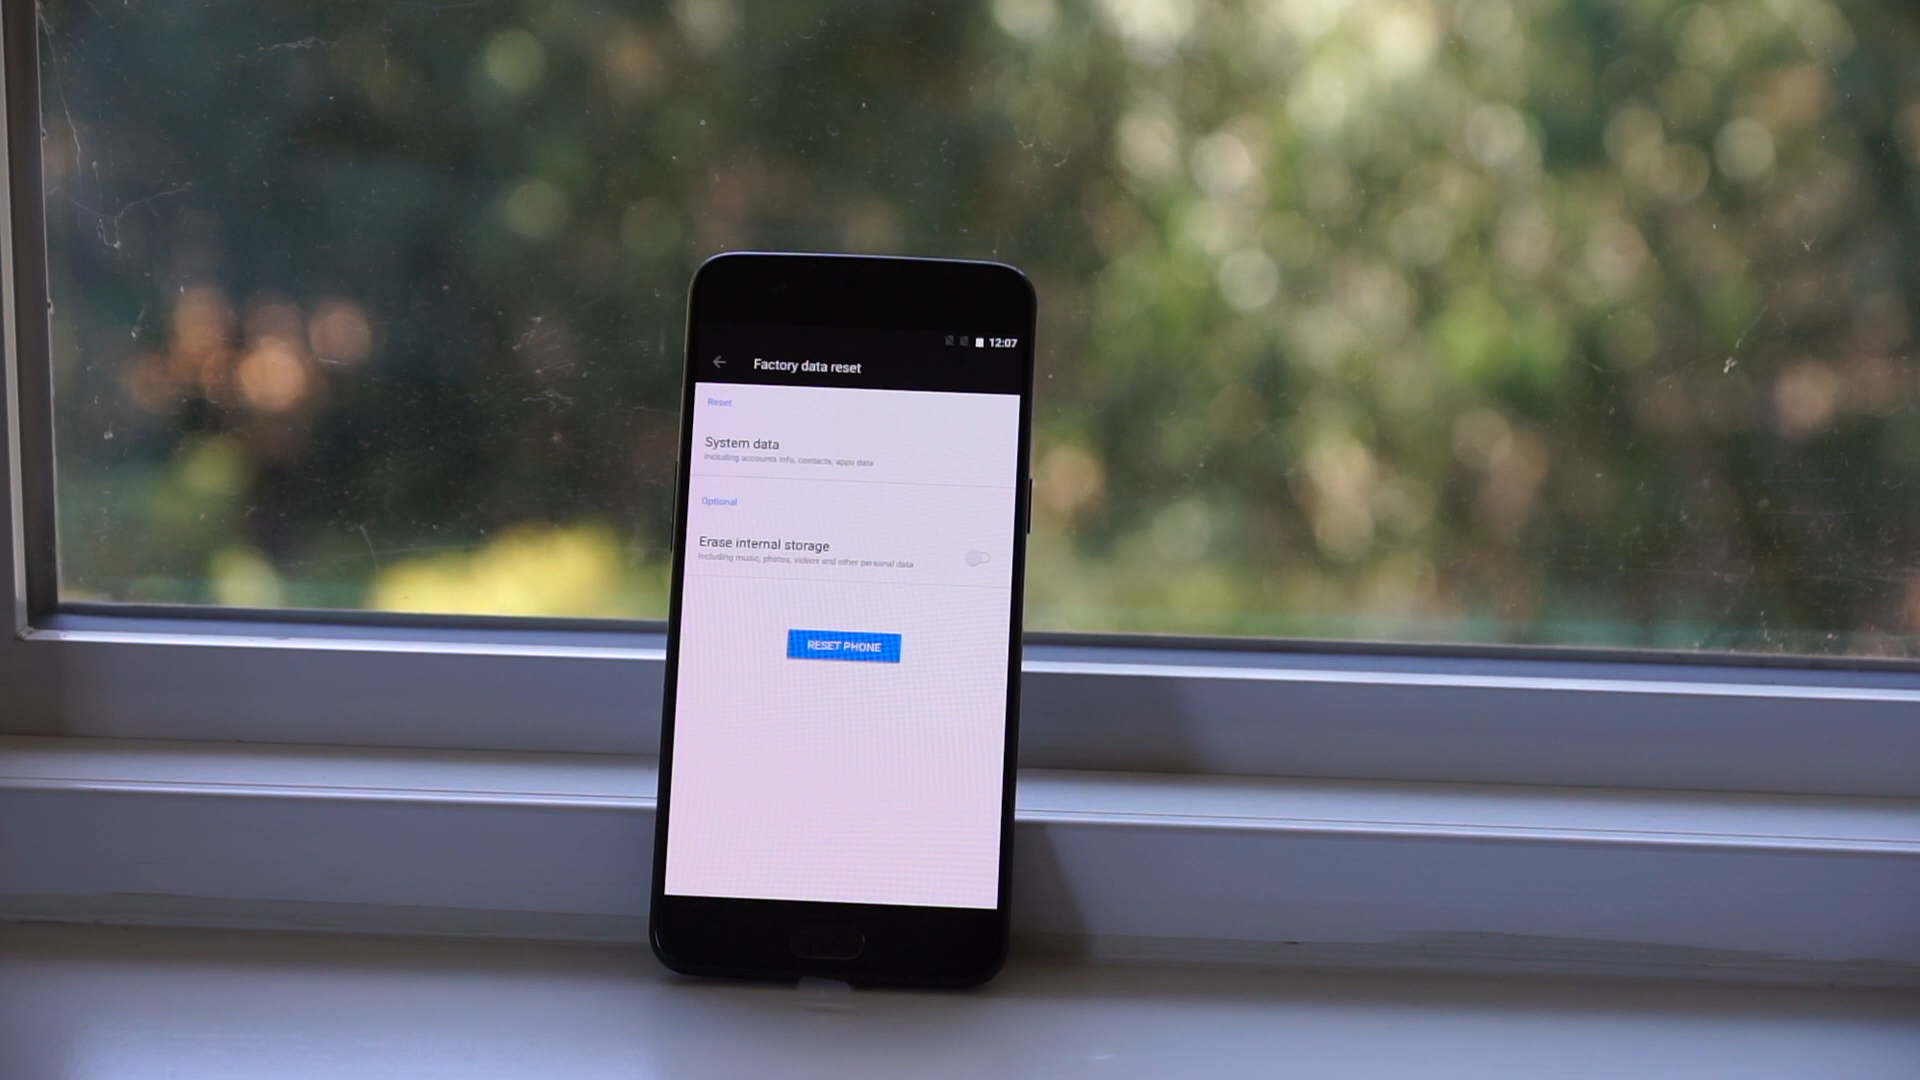 12:07
Factory data reset
Reset
System data
Including accounts info, contacts, apps data
Optional
Erase internal storage
Including music, photos, videos and other personal data
RESET PHONE